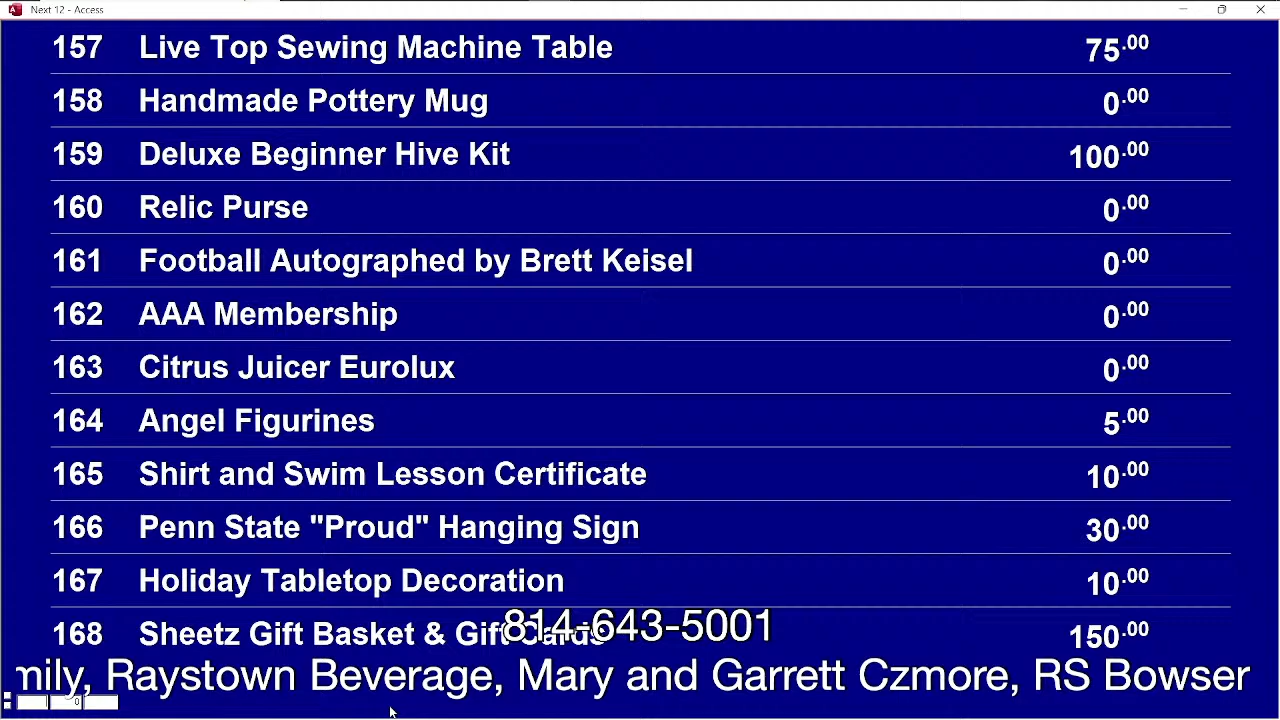 Next 12 - Access
157 Live Top Sewing Machine Table 75.00
158 Handmade Pottery Mug 0.00
159 Deluxe Beginner Hive Kit 100.00
160 Relic Purse 0.00
161 Football Autographed by Brett Keisel 0.00
162 AAA Membership 0.00
163 Citrus Juicer Eurolux 0.00
164 Angel Figurines 5.00
165 Shirt and Swim Lesson Certificate 10.00
166 Penn State "Proud" Hanging Sign 30.00
167 Holiday Tabletop Decoration 10.00
168 Sheetz Gift Basket & Gift Cards 150.00
814-643-5001
mily, Raystown Beverage, Mary and Garrett Czmore, RS Bowser
0